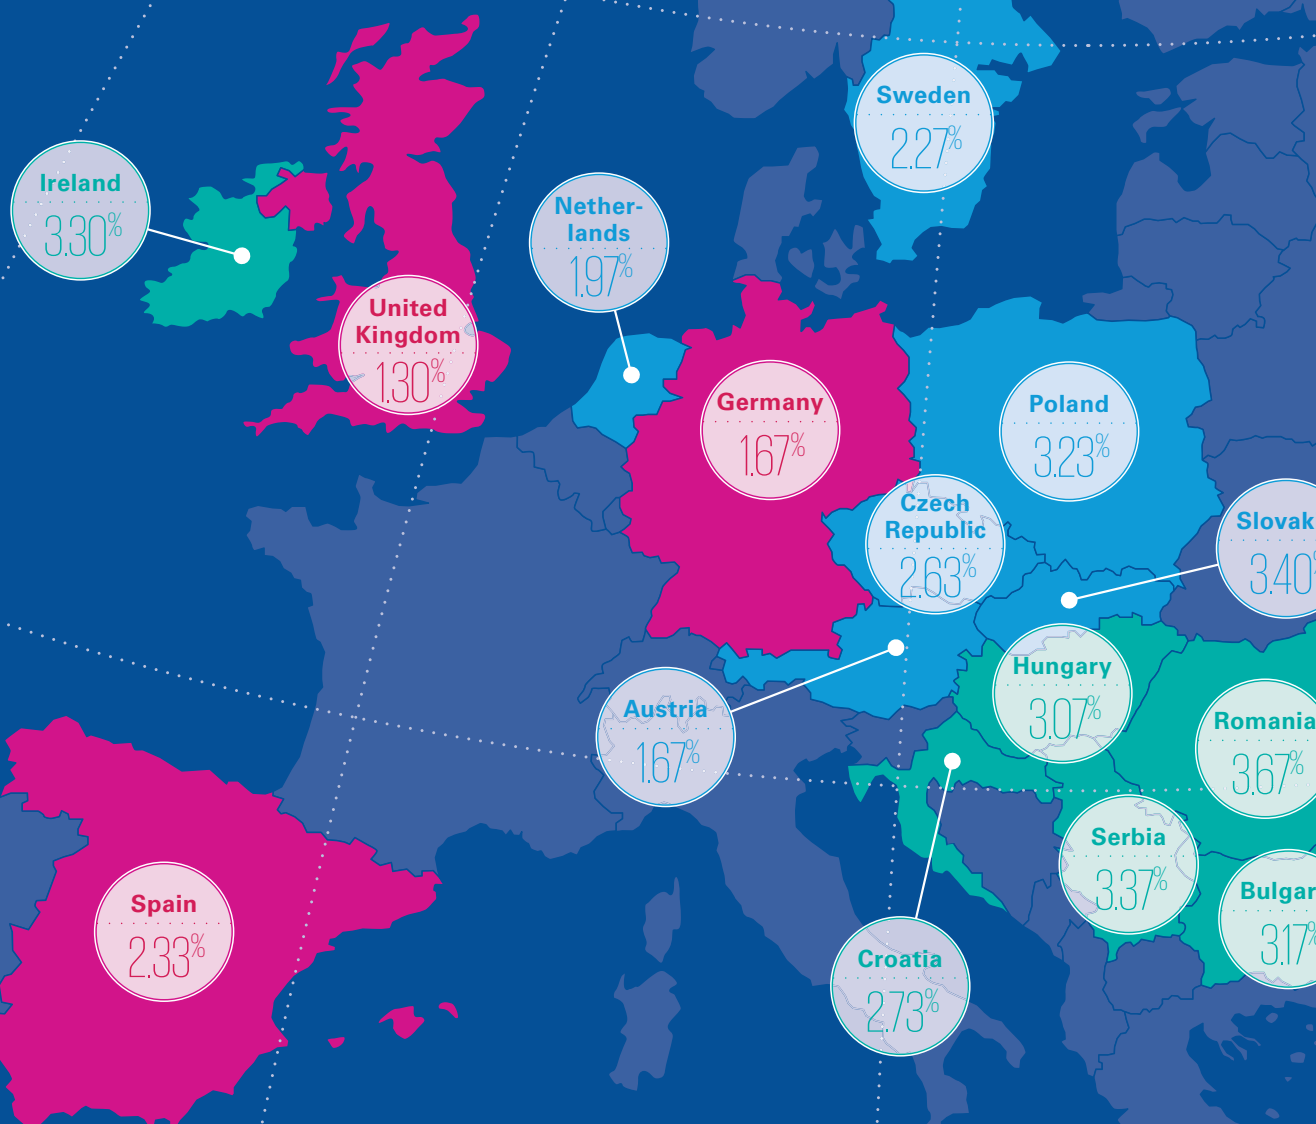 Sweden
2.27%
Ireland
3.30%
Nether-
lands
1.97%
United
Kingdom
1.30%
Germany
1.67%
Poland
3.23%
Czech
Republic
2.63%
Slovak
3.40%
Hungary
3.07%
Austria
1.67%
Romania
3.67%
Serbia
3.37%
Bulgar
3.17%
Spain
2.33%
Croatia
2.73%